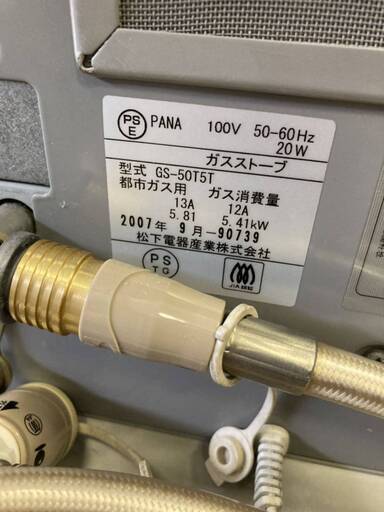 PS
E
PANA 100V 50-60Hz
20W
ガスストーブ
型式 GS-50T5T
都市ガス用 ガス消費量
13A 12A
5.81 5.41kW
2007年 9月-90739
松下電器産業株式会社
PS
TG
JIA認証